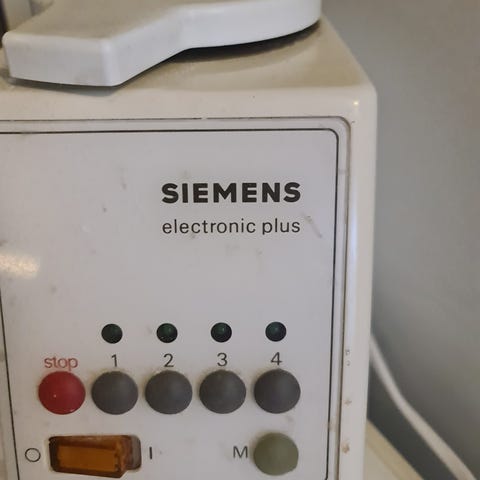 SIEMENS
electronic plus
stop 1 2 3 4
O I M